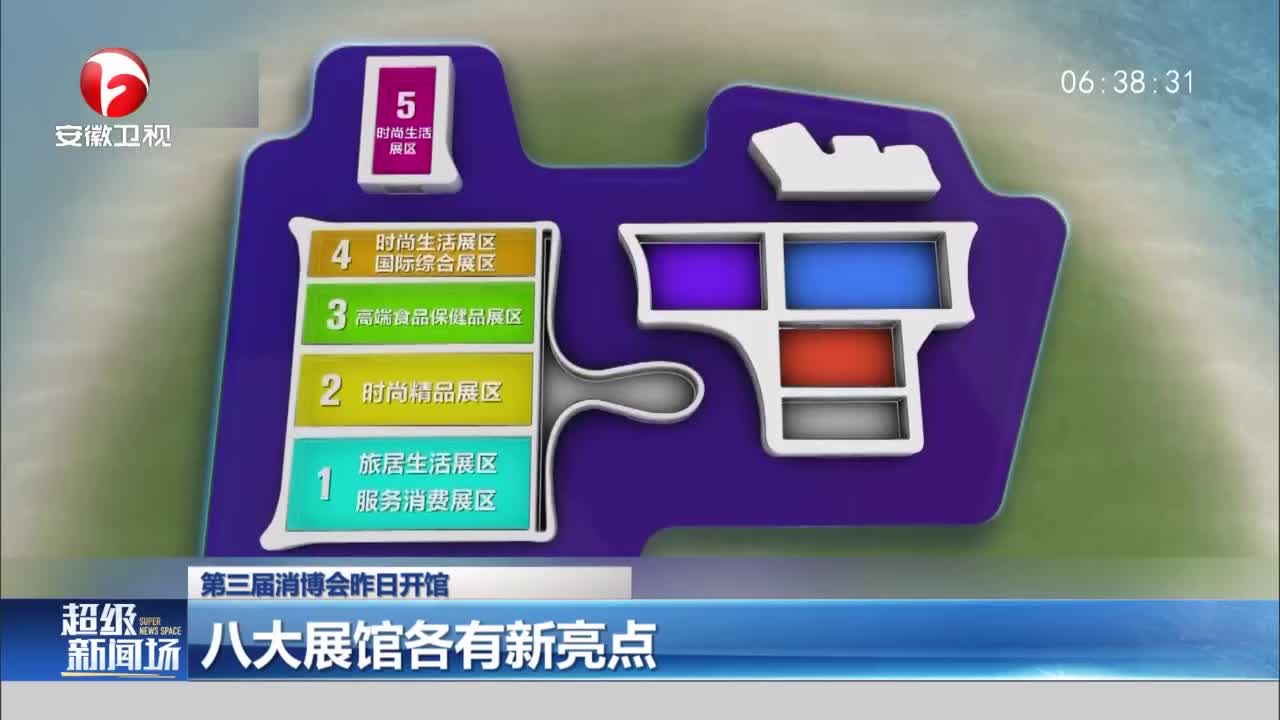 安徽卫视
06:38:31
5
时尚生活
展区
4
时尚生活展区
国际综合展区
3
高端食品保健品展区
2
时尚精品展区
1
旅居生活展区
服务消费展区
第三届消博会昨日开馆
超级
新闻场
SUPER
NEWS SPACE
八大展馆各有新亮点